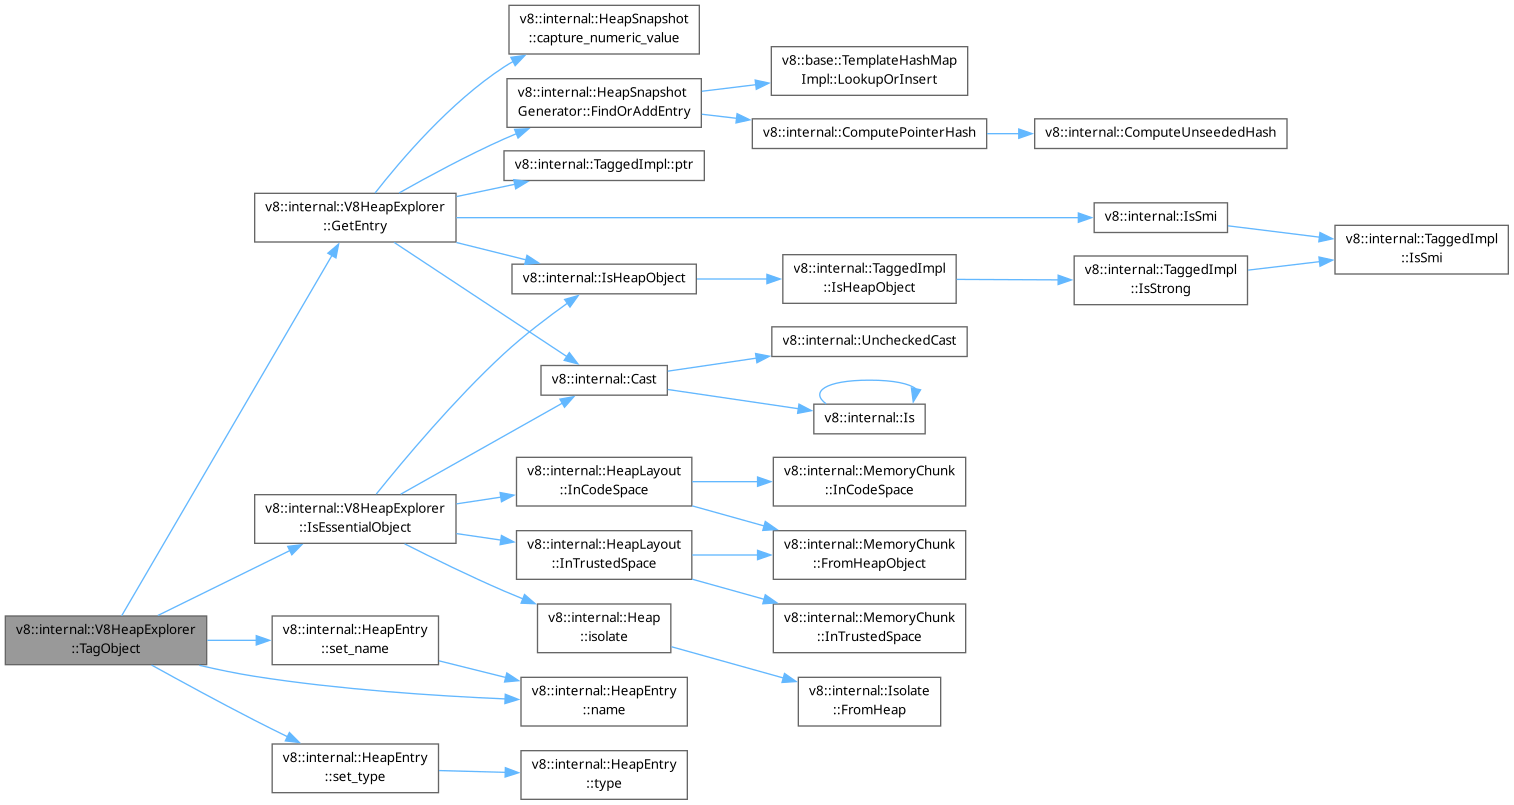 v8::internal::HeapSnapshot
::capture_numeric_value
v8::base::TemplateHashMap
Impl::LookupOrInsert
v8::internal::HeapSnapshot
Generator::FindOrAddEntry
v8::internal::ComputePointerHash
v8::internal::ComputeUnseededHash
v8::internal::TaggedImpl::ptr
v8::internal::V8HeapExplorer
::GetEntry
v8::internal::IsSmi
v8::internal::TaggedImpl
::IsSmi
v8::internal::IsHeapObject
v8::internal::TaggedImpl
::IsHeapObject
v8::internal::TaggedImpl
::IsStrong
v8::internal::UncheckedCast
v8::internal::Cast
v8::internal::Is
v8::internal::HeapLayout
::InCodeSpace
v8::internal::MemoryChunk
::InCodeSpace
v8::internal::V8HeapExplorer
::IsEssentialObject
v8::internal::HeapLayout
::InTrustedSpace
v8::internal::MemoryChunk
::FromHeapObject
v8::internal::Heap
::isolate
v8::internal::MemoryChunk
::InTrustedSpace
v8::internal::V8HeapExplorer
::TagObject
v8::internal::HeapEntry
::set_name
v8::internal::HeapEntry
::name
v8::internal::Isolate
::FromHeap
v8::internal::HeapEntry
::set_type
v8::internal::HeapEntry
::type